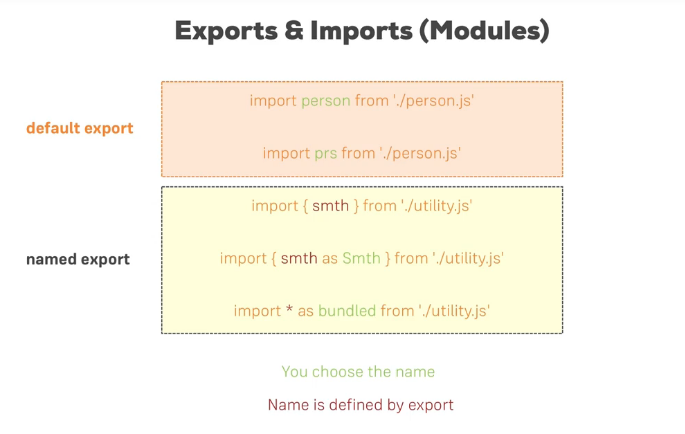 Exports & Imports (Modules)
default export
import person from './person.js'
import prs from './person.js'
named export
import { smth } from './utility.js'
import { smth as Smth } from './utility.js'
import * as bundled from './utility.js'
You choose the name
Name is defined by export